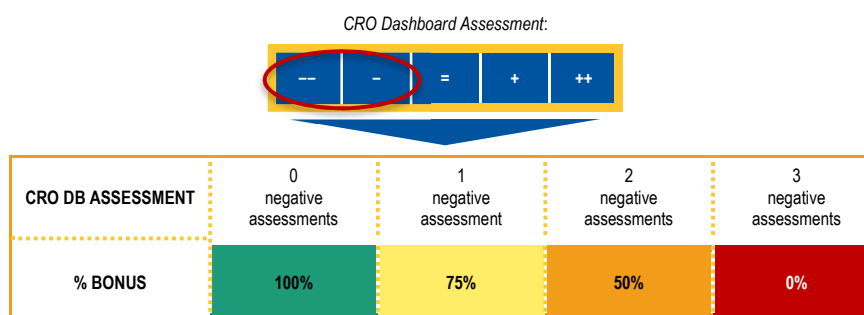 CRO Dashboard Assessment:
–– – = + ++
CRO DB ASSESSMENT
0
negative
assessments
1
negative
assessment
2
negative
assessments
3
negative
assessments
% BONUS 100% 75% 50% 0%